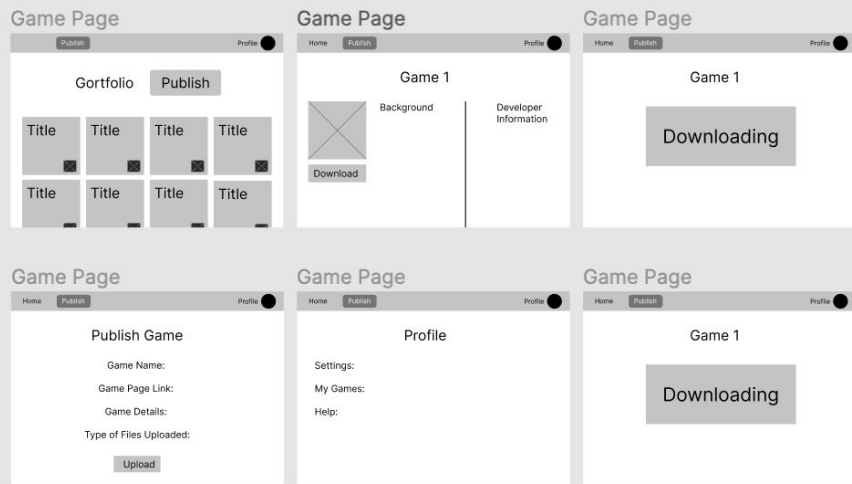 Game Page
Publish
Profile
Gortfolio
Publish
Title
Title
Title
Title
Title
Title
Title
Title
Game Page
Home
Publish
Profile
Game 1
Background
Developer
Information
Download
Game Page
Home
Publish
Profile
Game 1
Downloading
Game Page
Home
Publish
Profile
Publish Game
Game Name:
Game Page Link:
Game Details:
Type of Files Uploaded:
Upload
Game Page
Home
Publish
Profile
Profile
Settings:
My Games:
Help:
Game Page
Home
Publish
Profile
Game 1
Downloading